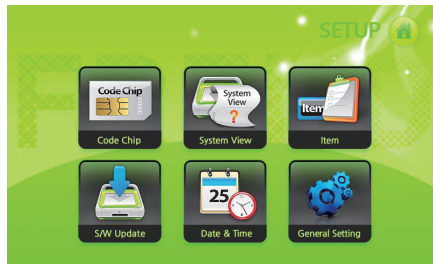 SETUP
Code Chip
System
View
?
Item
Code Chip
System View
Item
25
S/W Update
Date & Time
General Setting